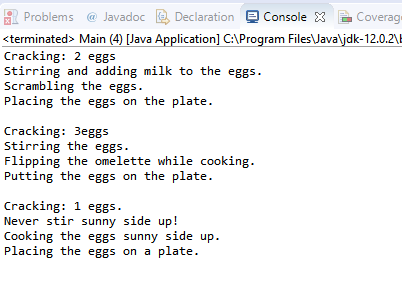 Problems @ Javadoc Declaration Console Coverag
<terminated> Main (4) [Java Application] C:\Program Files\Java\jdk-12.0.2\b
Cracking: 2 eggs
Stirring and adding milk to the eggs.
Scrambling the eggs.
Placing the eggs on the plate.
Cracking: 3eggs
Stirring the eggs.
Flipping the omelette while cooking.
Putting the eggs on the plate.
Cracking: 1 eggs.
Never stir sunny side up!
Cooking the eggs sunny side up.
Placing the eggs on a plate.